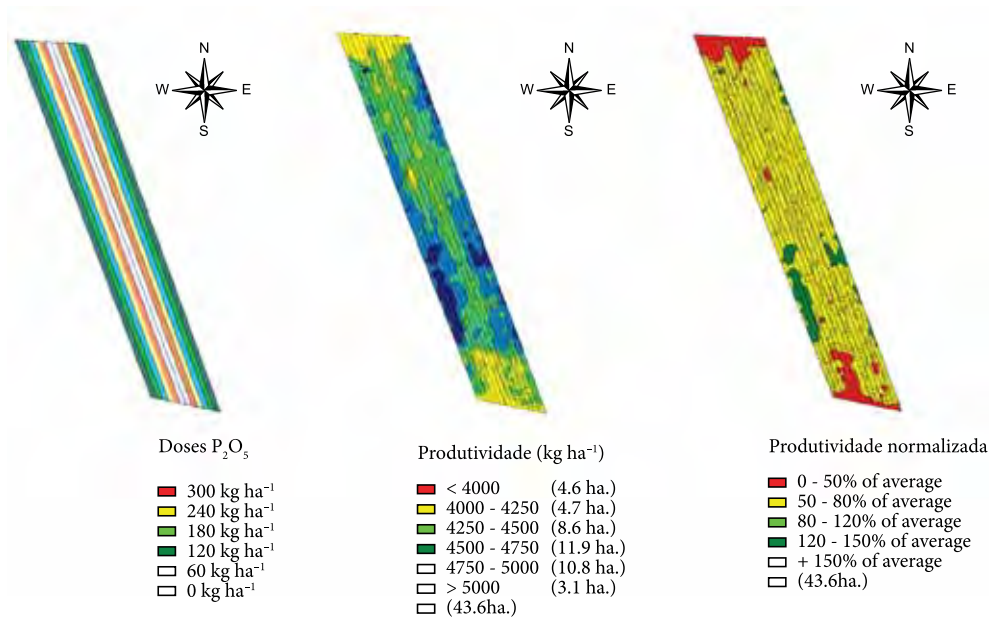 N
W E
S
N
W E
S
N
W E
S
Doses P₂O₅
300 kg ha⁻¹
240 kg ha⁻¹
180 kg ha⁻¹
120 kg ha⁻¹
60 kg ha⁻¹
0 kg ha⁻¹
Produtividade (kg ha⁻¹)
< 4000 (4.6 ha.)
4000 - 4250 (4.7 ha.)
4250 - 4500 (8.6 ha.)
4500 - 4750 (11.9 ha.)
4750 - 5000 (10.8 ha.)
> 5000 (3.1 ha.)
(43.6ha.)
Produtividade normalizada
0 - 50% of average
50 - 80% of average
80 - 120% of average
120 - 150% of average
+ 150% of average
(43.6ha.)